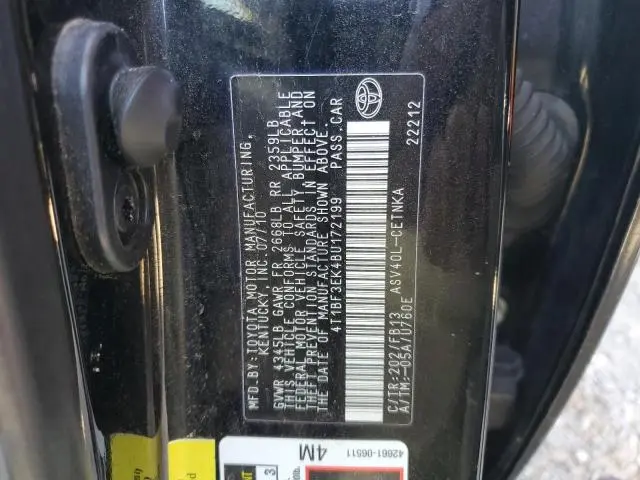 MFD.BY:TOYOTA MOTOR MANUFACTURING,
KENTUCKY, INC. 07/10
GVWR 4345LB GAWR FR 2668LB RR 2359LB
THIS VEHICLE CONFORMS TO ALL APPLICABLE
FEDERAL MOTOR VEHICLE SAFETY BUMPER, AND
THEFT PREVENTION STANDARDS IN EFFECT ON
THE DATE OF MANUFACTURE SHOWN ABOVE.
4T1BF3EK4BU172199 PASS.CAR
C/TR:202/FB13 ASV40L-CETNKA
A/TM:-05A/U760E 22212
4M
42661-06511
3